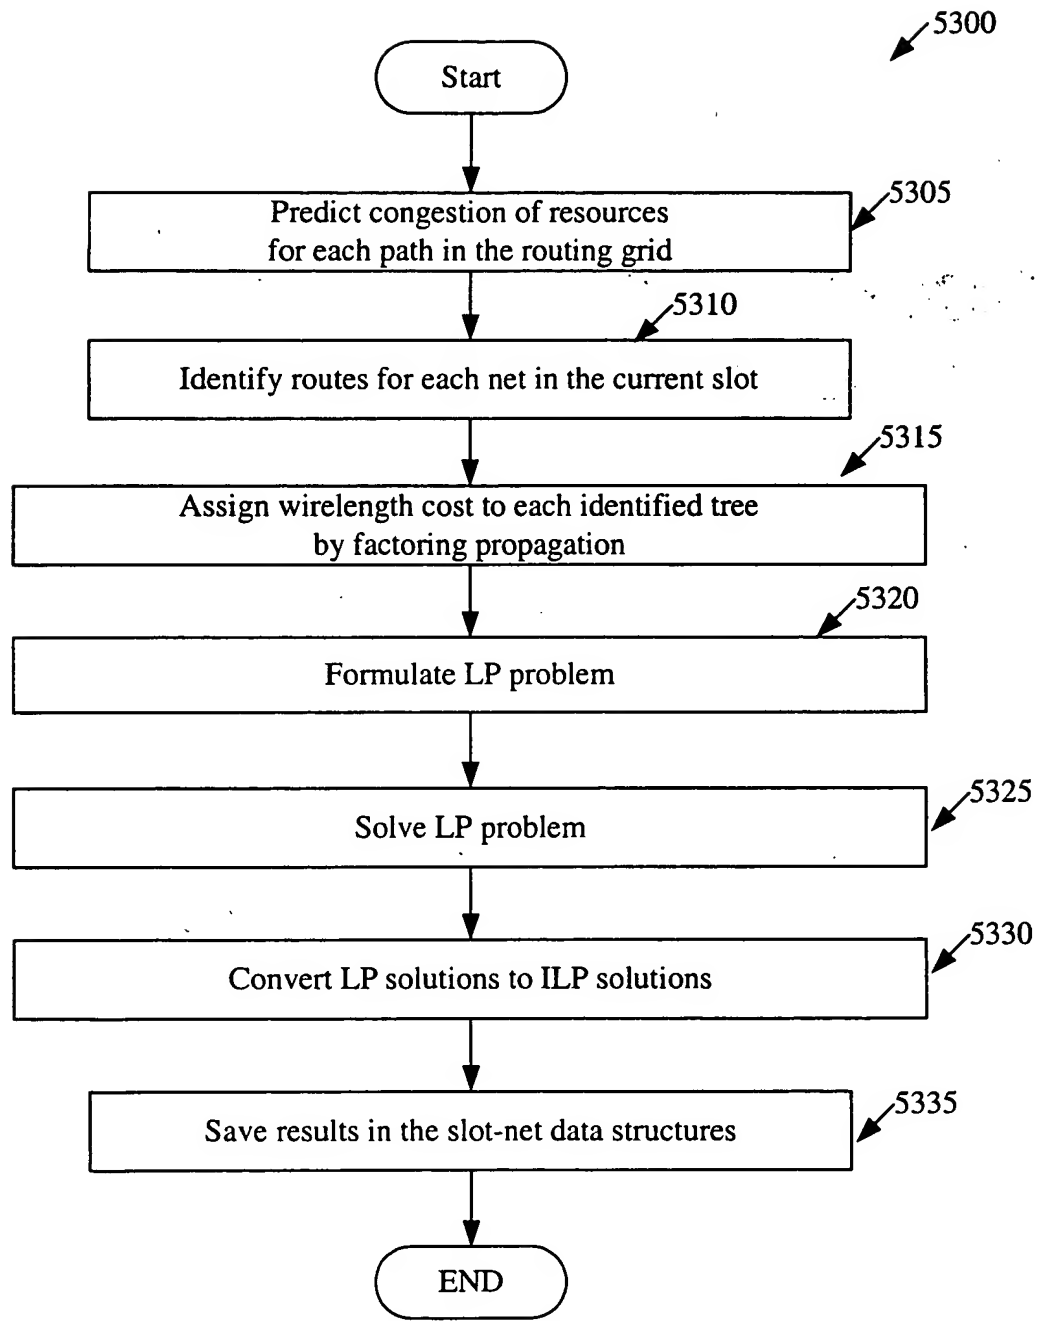 5300
Start
5305
Predict congestion of resources
for each path in the routing grid
5310
Identify routes for each net in the current slot
5315
Assign wirelength cost to each identified tree
by factoring propagation
5320
Formulate LP problem
5325
Solve LP problem
5330
Convert LP solutions to ILP solutions
5335
Save results in the slot-net data structures
END